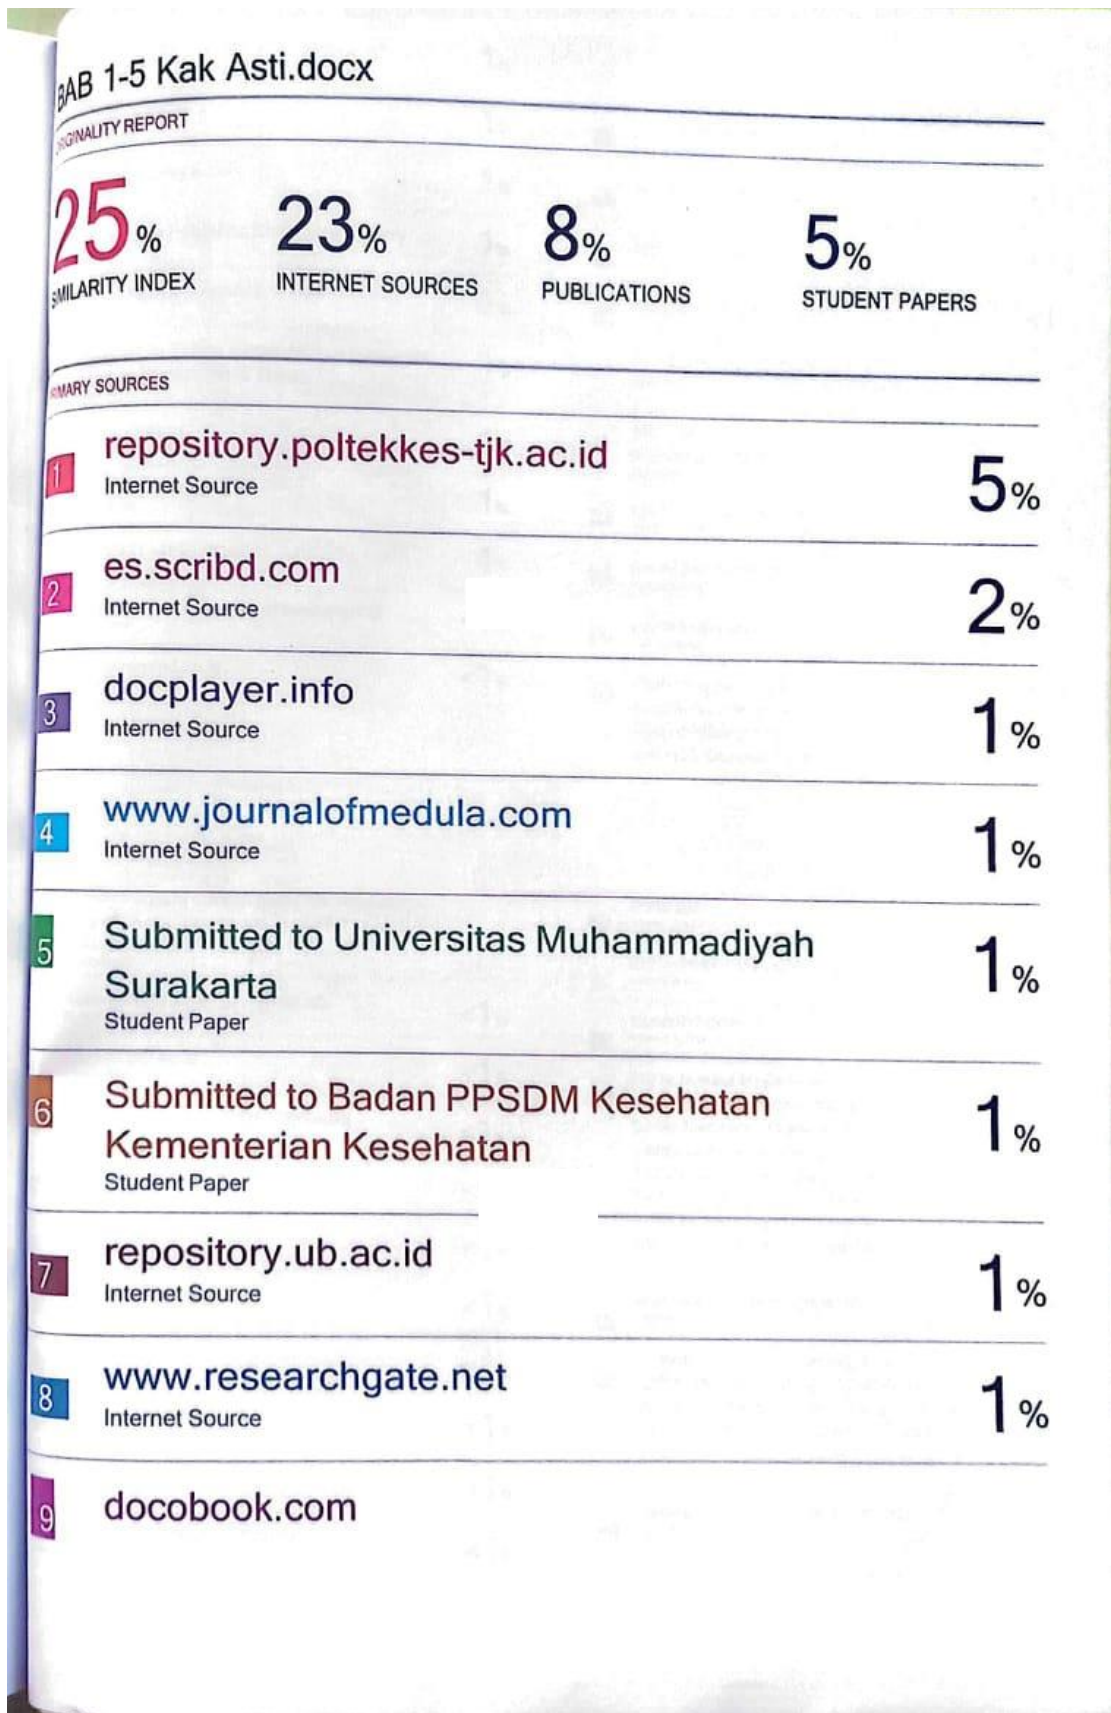 BAB 1-5 Kak Asti.docx
ORIGINALITY REPORT
25%
23%
8%
5%
SIMILARITY INDEX
INTERNET SOURCES
PUBLICATIONS
STUDENT PAPERS
PRIMARY SOURCES
1
repository.poltekkes-tjk.ac.id
Internet Source
5%
2
es.scribd.com
Internet Source
2%
3
docplayer.info
Internet Source
1%
4
www.journalofmedula.com
Internet Source
1%
5
Submitted to Universitas Muhammadiyah
Surakarta
Student Paper
1%
6
Submitted to Badan PPSDM Kesehatan
Kementerian Kesehatan
Student Paper
1%
7
repository.ub.ac.id
Internet Source
1%
8
www.researchgate.net
Internet Source
1%
9
docobook.com